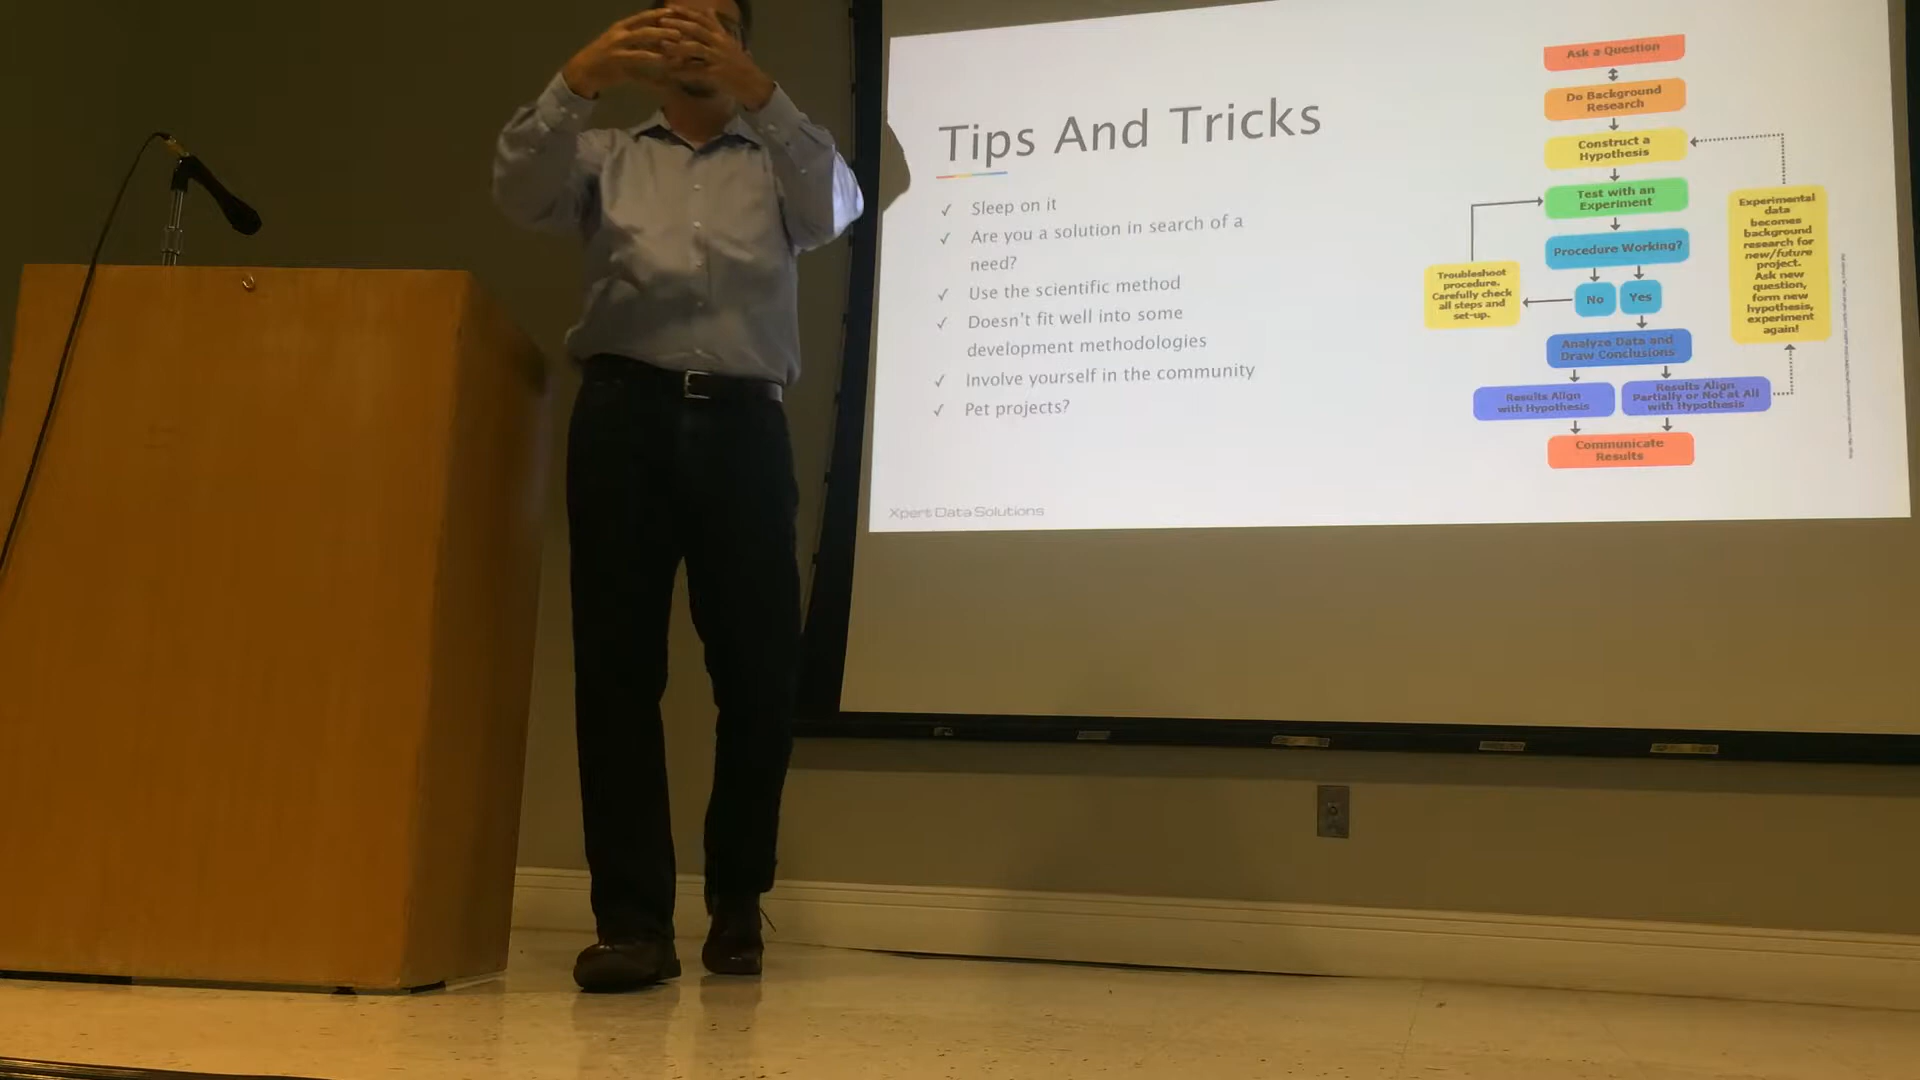 Tips And Tricks
✓ Sleep on it
✓ Are you a solution in search of a
need?
✓ Use the scientific method
✓ Doesn't fit well into some
development methodologies
✓ Involve yourself in the community
✓ Pet projects?
Xpert Data Solutions
Ask a Question
Do Background
Research
Construct a
Hypothesis
Test with an
Experiment
Procedure Working?
No
Yes
Troubleshoot
procedure.
Carefully check
all steps and
set-up.
Analyze Data and
Draw Conclusions
Results Align
with Hypothesis
Results Align
Partially or Not at All
with Hypothesis
Communicate
Results
Experimental
data
becomes
background
research for
new/future
project.
Ask new
question,
form new
hypothesis,
experiment
again!